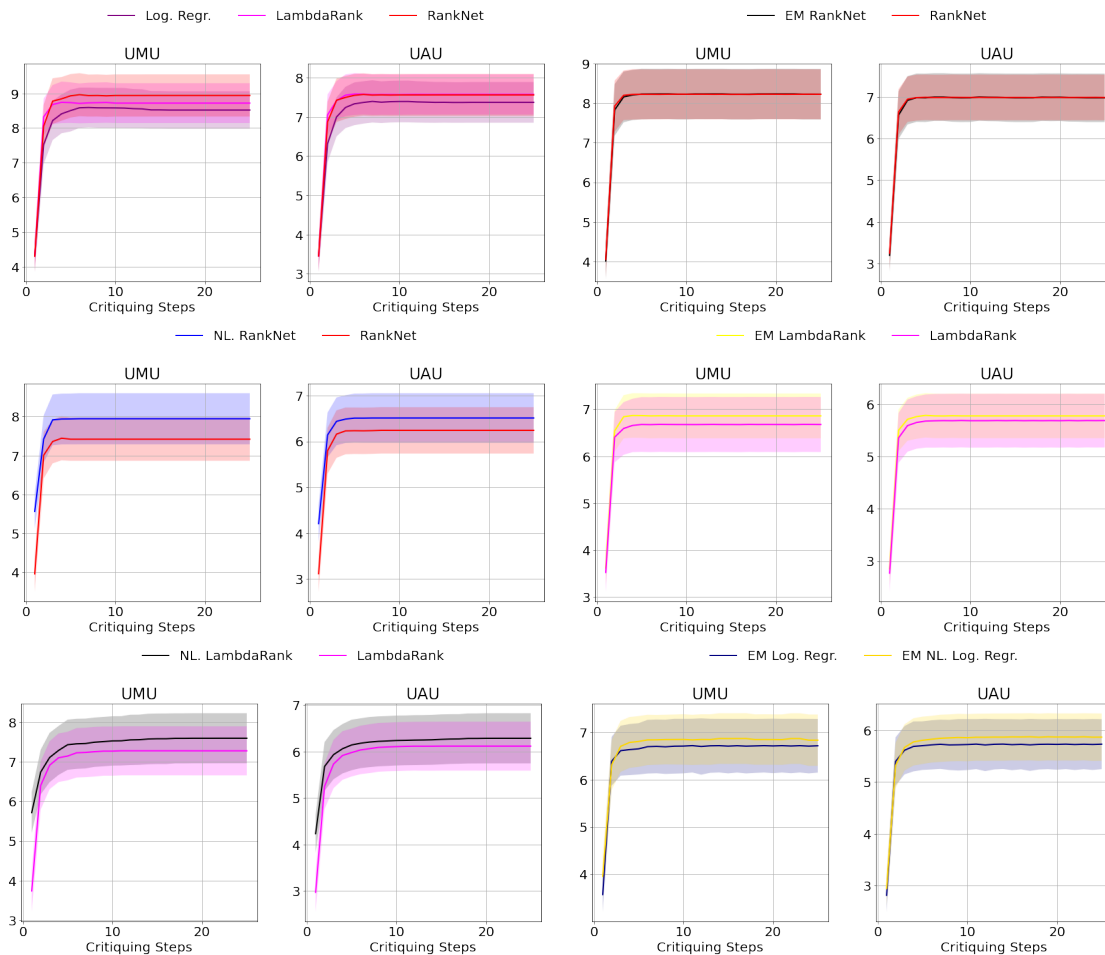 Log. Regr. LambdaRank RankNet
EM RankNet RankNet
UMU
UAU
UMU
UAU
9
8
7
6
5
4
0 10 20
Critiquing Steps
8
7
6
5
4
3
0 10 20
Critiquing Steps
9
8
7
6
5
4
0 10 20
Critiquing Steps
7
6
5
4
3
0 10 20
Critiquing Steps
NL. RankNet RankNet
EM LambdaRank LambdaRank
UMU
UAU
UMU
UAU
8
7
6
5
4
0 10 20
Critiquing Steps
7
6
5
4
3
0 10 20
Critiquing Steps
7
6
5
4
3
0 10 20
Critiquing Steps
6
5
4
3
0 10 20
Critiquing Steps
NL. LambdaRank LambdaRank
EM Log. Regr. EM NL. Log. Regr.
UMU
UAU
UMU
UAU
8
7
6
5
4
3
0 10 20
Critiquing Steps
7
6
5
4
3
0 10 20
Critiquing Steps
7
6
5
4
0 10 20
Critiquing Steps
6
5
4
3
0 10 20
Critiquing Steps